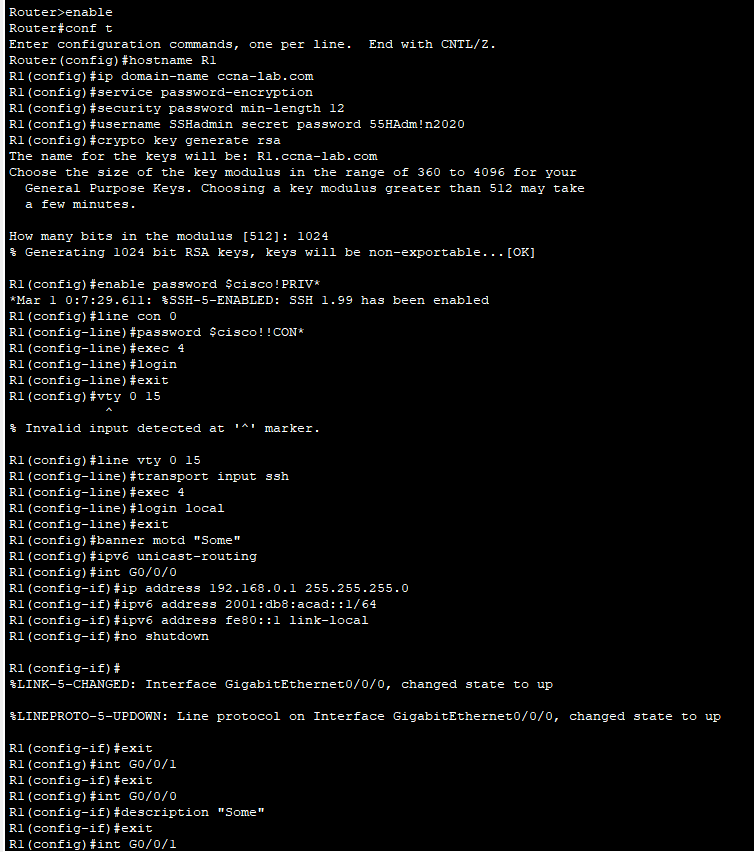 Router>enable
Router#conf t
Enter configuration commands, one per line.  End with CNTL/Z.
Router(config)#hostname R1
R1(config)#ip domain-name ccna-lab.com
R1(config)#service password-encryption
R1(config)#security password min-length 12
R1(config)#username SSHadmin secret password 55HAdm!n2020
R1(config)#crypto key generate rsa
The name for the keys will be: R1.ccna-lab.com
Choose the size of the key modulus in the range of 360 to 4096 for your
  General Purpose Keys. Choosing a key modulus greater than 512 may take
  a few minutes.

How many bits in the modulus [512]: 1024
% Generating 1024 bit RSA keys, keys will be non-exportable...[OK]

R1(config)#enable password $cisco!PRIV*
*Mar 1 0:7:29.611: %SSH-5-ENABLED: SSH 1.99 has been enabled
R1(config)#line con 0
R1(config-line)#password $cisco!!CON*
R1(config-line)#exec 4
R1(config-line)#login
R1(config-line)#exit
R1(config)#vty 0 15
            ^
% Invalid input detected at '^' marker.

R1(config)#line vty 0 15
R1(config-line)#transport input ssh
R1(config-line)#exec 4
R1(config-line)#login local
R1(config-line)#exit
R1(config)#banner motd "Some"
R1(config)#ipv6 unicast-routing
R1(config)#int G0/0/0
R1(config-if)#ip address 192.168.0.1 255.255.255.0
R1(config-if)#ipv6 address 2001:db8:acad::1/64
R1(config-if)#ipv6 address fe80::1 link-local
R1(config-if)#no shutdown

R1(config-if)#
%LINK-5-CHANGED: Interface GigabitEthernet0/0/0, changed state to up

%LINEPROTO-5-UPDOWN: Line protocol on Interface GigabitEthernet0/0/0, changed state to up

R1(config-if)#exit
R1(config)#int G0/0/1
R1(config-if)#exit
R1(config)#int G0/0/0
R1(config-if)#description "Some"
R1(config-if)#exit
R1(config)#int G0/0/1